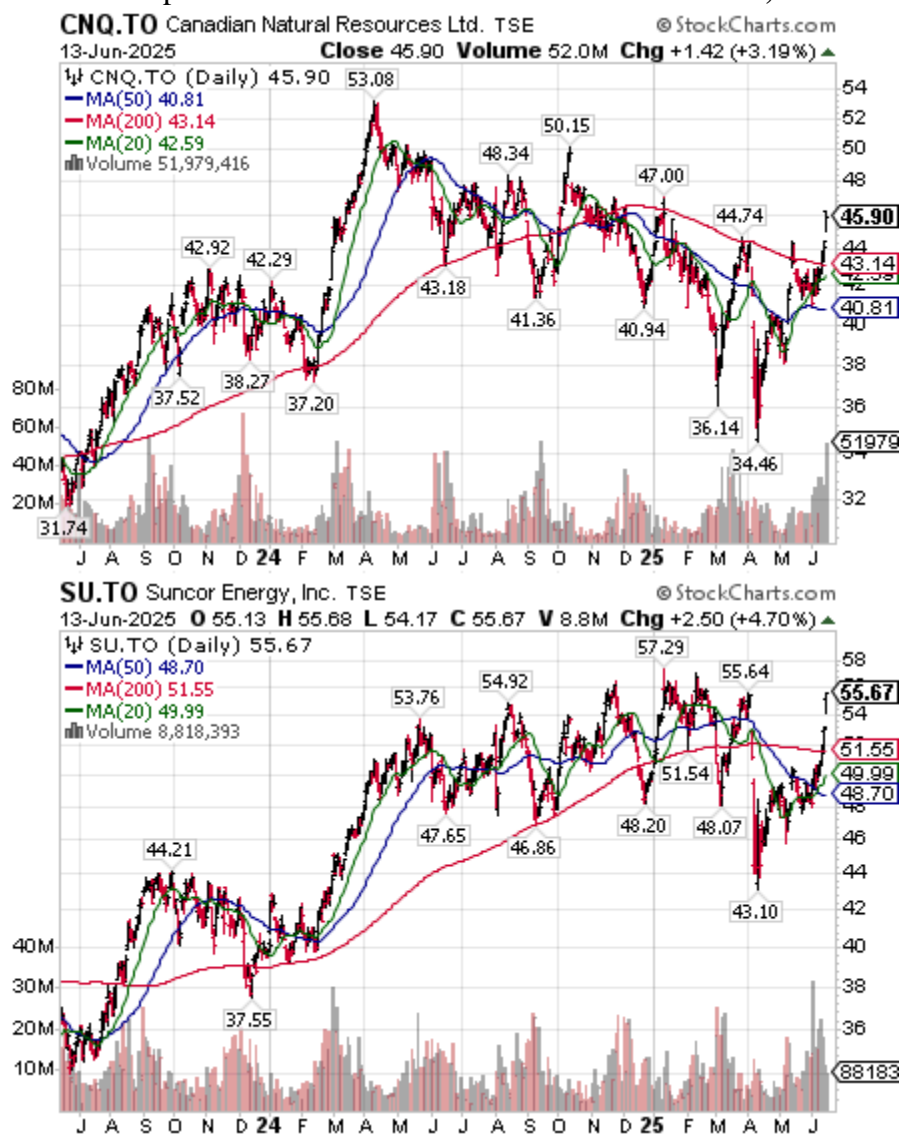 CNQ.TO Canadian Natural Resources Ltd. TSE © StockCharts.com
13-Jun-2025 Close 45.90 Volume 52.0M Chg +1.42 (+3.19%)
CNQ.TO (Daily) 45.90
MA(50) 40.81
MA(200) 43.14
MA(20) 42.59
Volume 51,979,416
53.08
50.15
48.34
47.00
44.74
42.92
42.29
43.18
41.36
40.94
37.52
38.27
37.20
36.14
34.46
31.74
54
52
50
48
45.90
44
43.14
42
40.81
40
38
36
51979
32
80M
60M
40M
20M
J A S O N D 24 F M A M J J A S O N D 25 F M A M J
SU.TO Suncor Energy, Inc. TSE © StockCharts.com
13-Jun-2025 O 55.13 H 55.68 L 54.17 C 55.67 V 8.8M Chg +2.50 (+4.70%)
SU.TO (Daily) 55.67
MA(50) 48.70
MA(200) 51.55
MA(20) 49.99
Volume 8,818,393
57.29
55.64
54.92
53.76
51.54
47.65
46.86
48.20
48.07
44.21
43.10
37.55
58
55.67
54
51.55
49.99
48.70
46
44
42
40
38
36
88183
40M
30M
20M
10M
J A S O N D 24 F M A M J J A S O N D 25 F M A M J